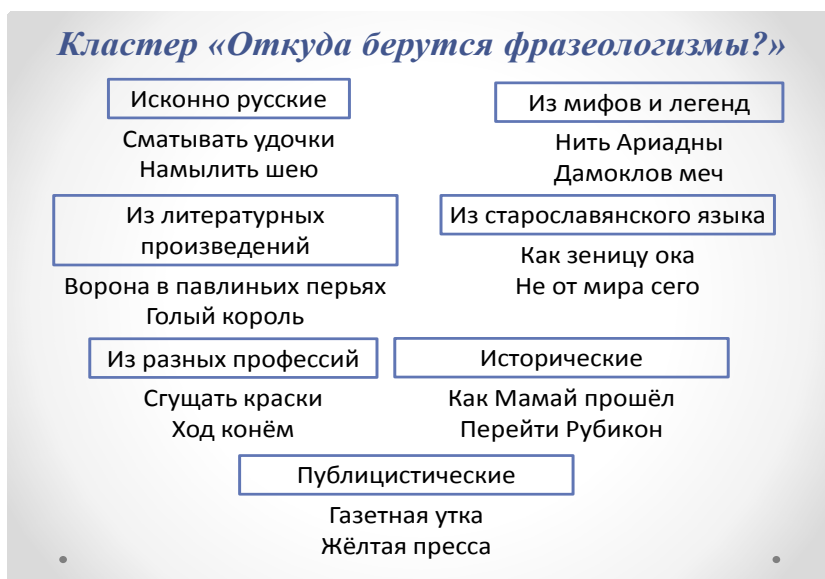 Кластер «Откуда берутся фразеологизмы?»
Исконно русские
Сматывать удочки
Намылить шею
Из мифов и легенд
Нить Ариадны
Дамоклов меч
Из литературных
произведений
Ворона в павлиньих перьях
Голый король
Из старославянского языка
Как зеницу ока
Не от мира сего
Из разных профессий
Сгущать краски
Ход конём
Исторические
Как Мамай прошёл
Перейти Рубикон
Публицистические
Газетная утка
Жёлтая пресса